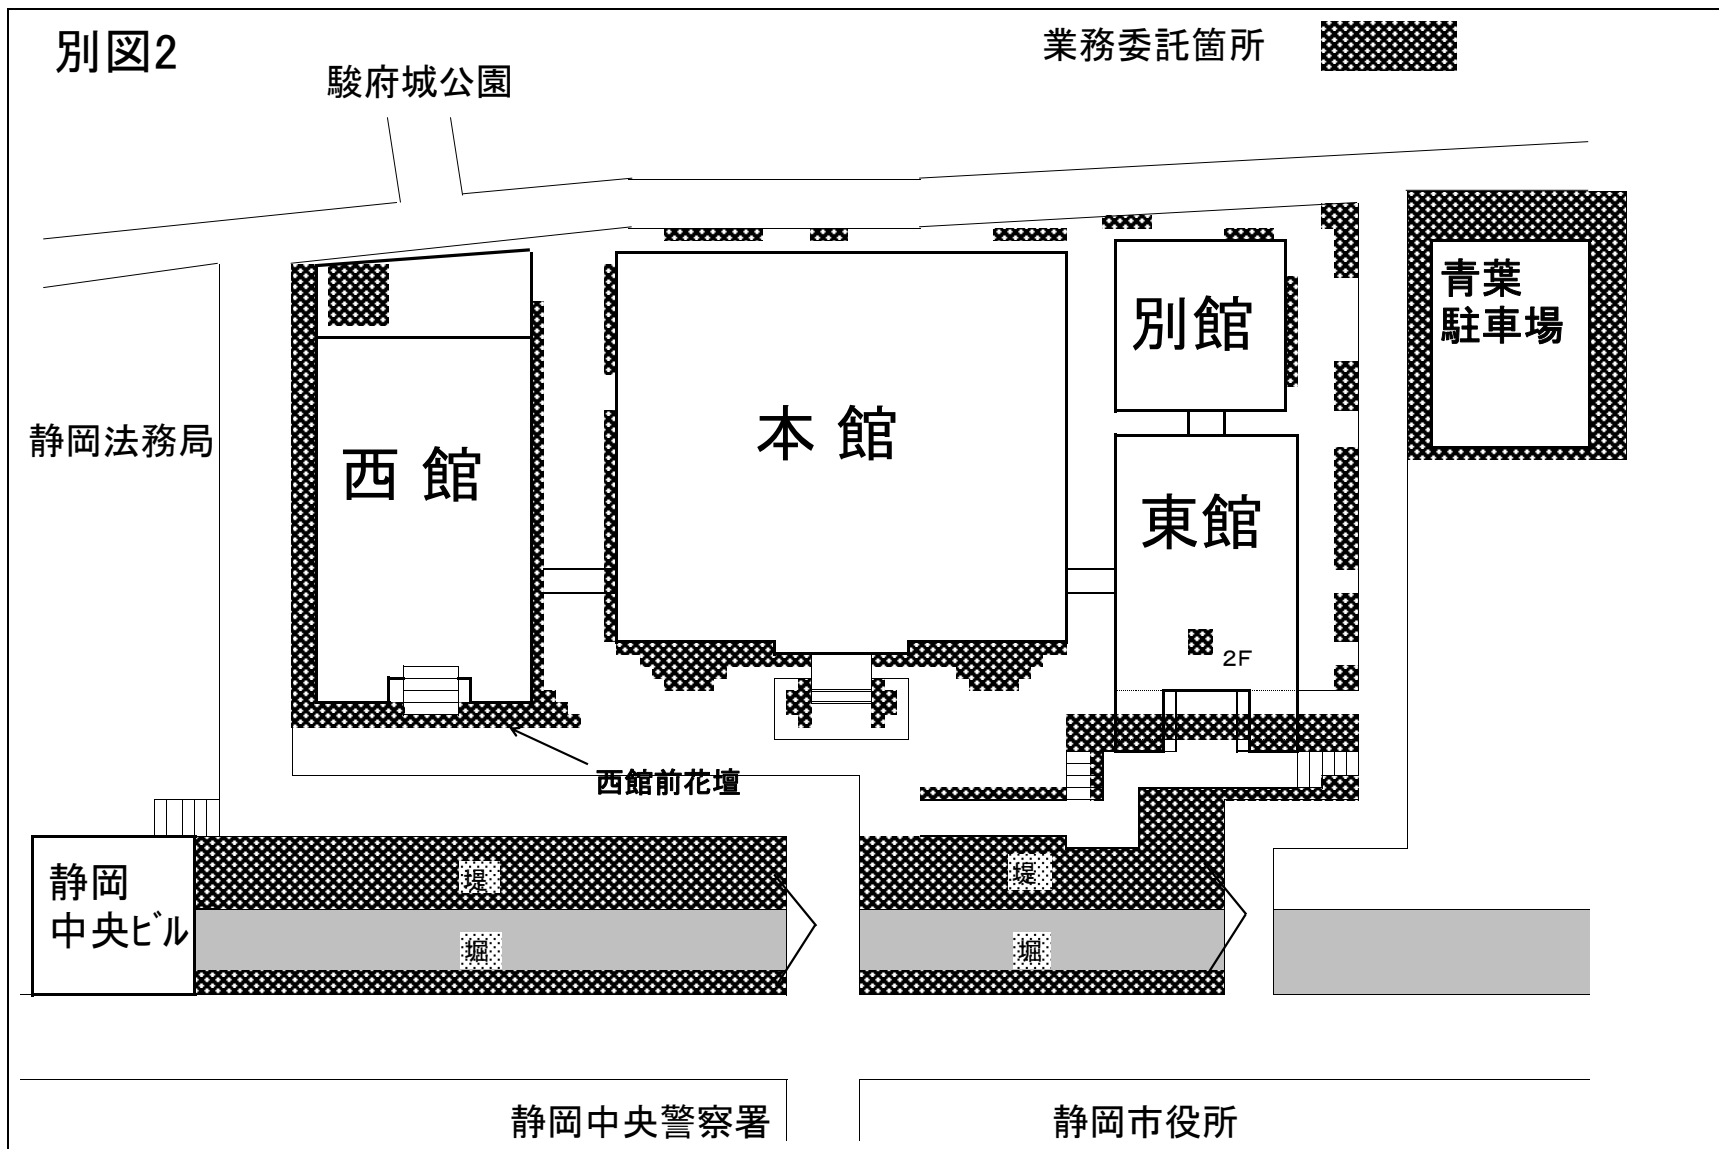 別図2
業務委託箇所
駿府城公園
青葉
駐車場
別館
本館
静岡法務局
西館
東館
2F
西館前花壇
静岡
中央ビル
堤
堤
堀
堀
静岡中央警察署
静岡市役所